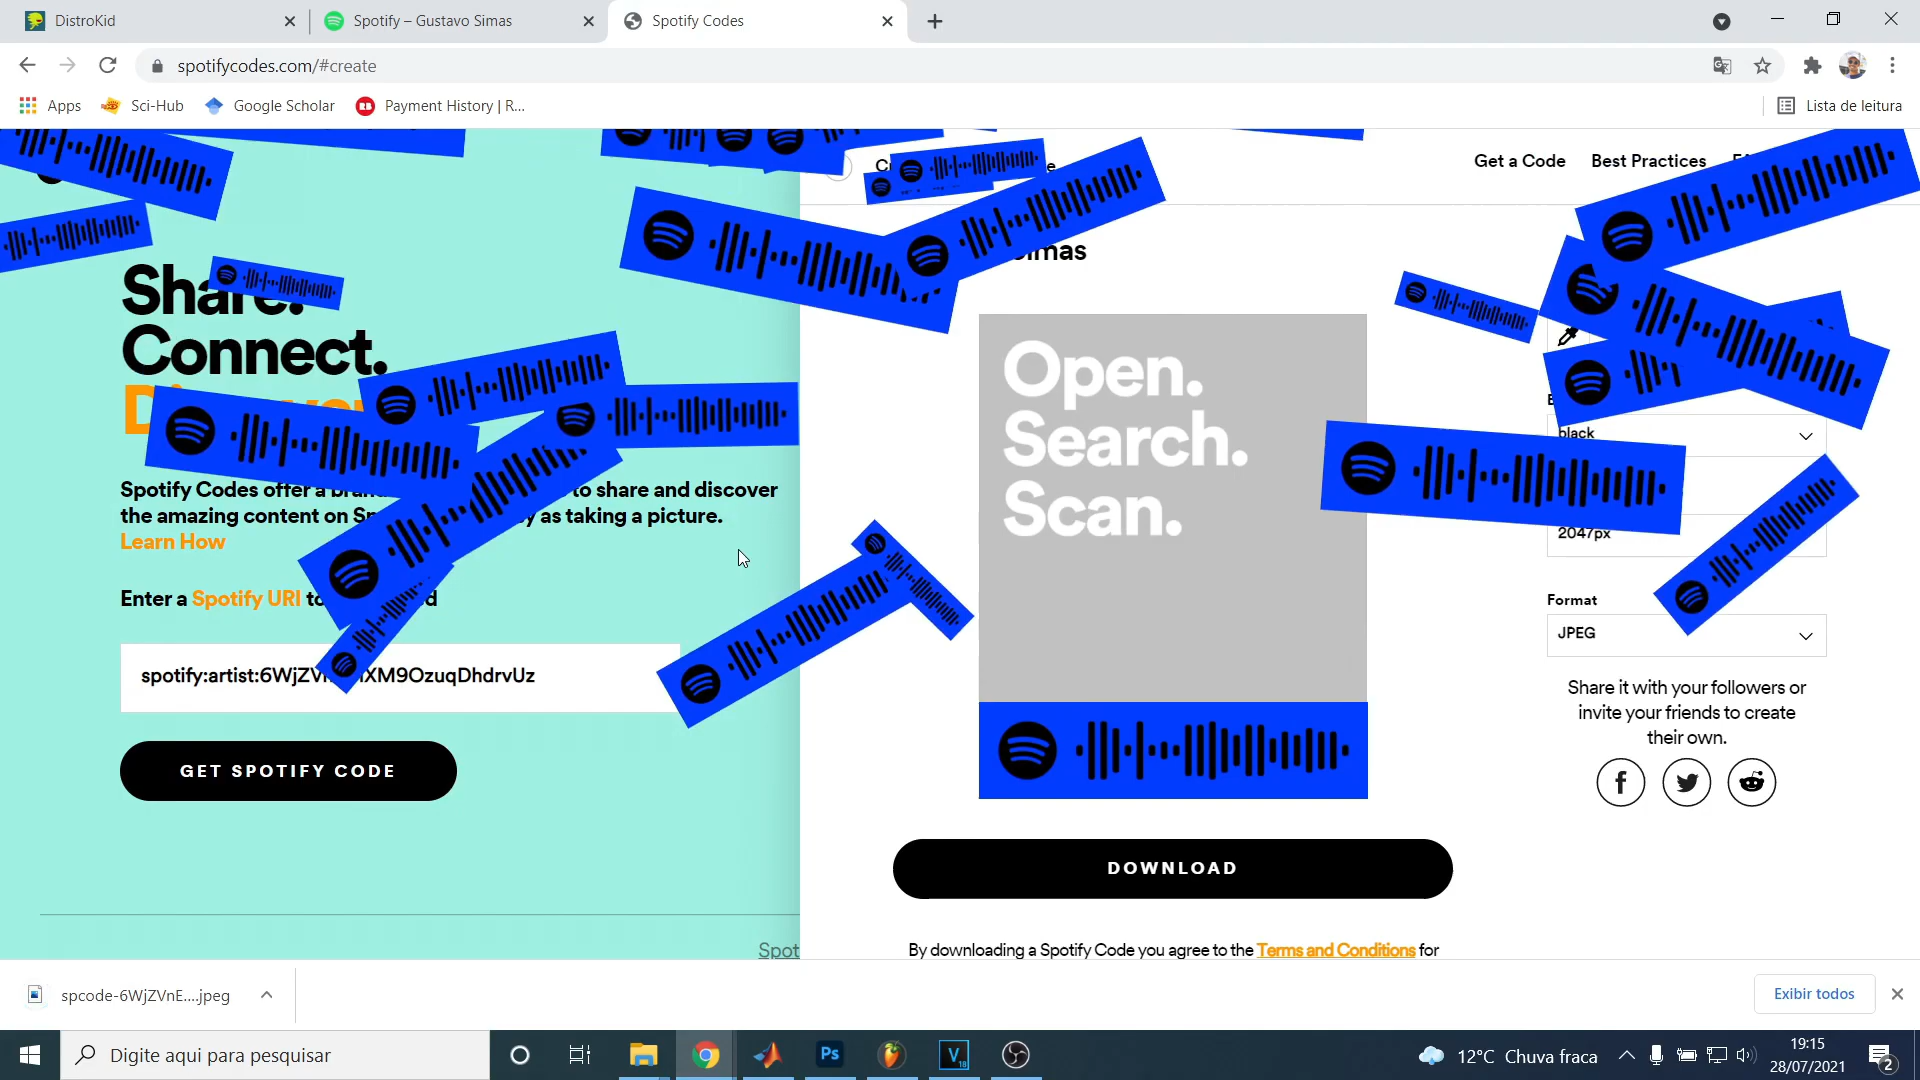 DistroKid
Spotify – Gustavo Simas
Spotify Codes
spotifycodes.com/#create
Apps
Sci-Hub
Google Scholar
Payment History | R...
Lista de leitura
Get a Code
Best Practices
Share.
Connect.
Spotify Codes offer a to share and discover
the amazing content on as taking a picture.
Learn How
Enter a Spotify URI
spotify:artist:6WjZV XM9OzuqDhdrvUz
GET SPOTIFY CODE
Simas
Open.
Search.
Scan.
DOWNLOAD
By downloading a Spotify Code you agree to the Terms and Conditions for
black
2047px
Format
JPEG
Share it with your followers or
invite your friends to create
their own.
spcode-6WjZVnE....jpeg
Exibir todos
Digite aqui para pesquisar
Ps
V
18
12°C Chuva fraca
19:15
28/07/2021
2